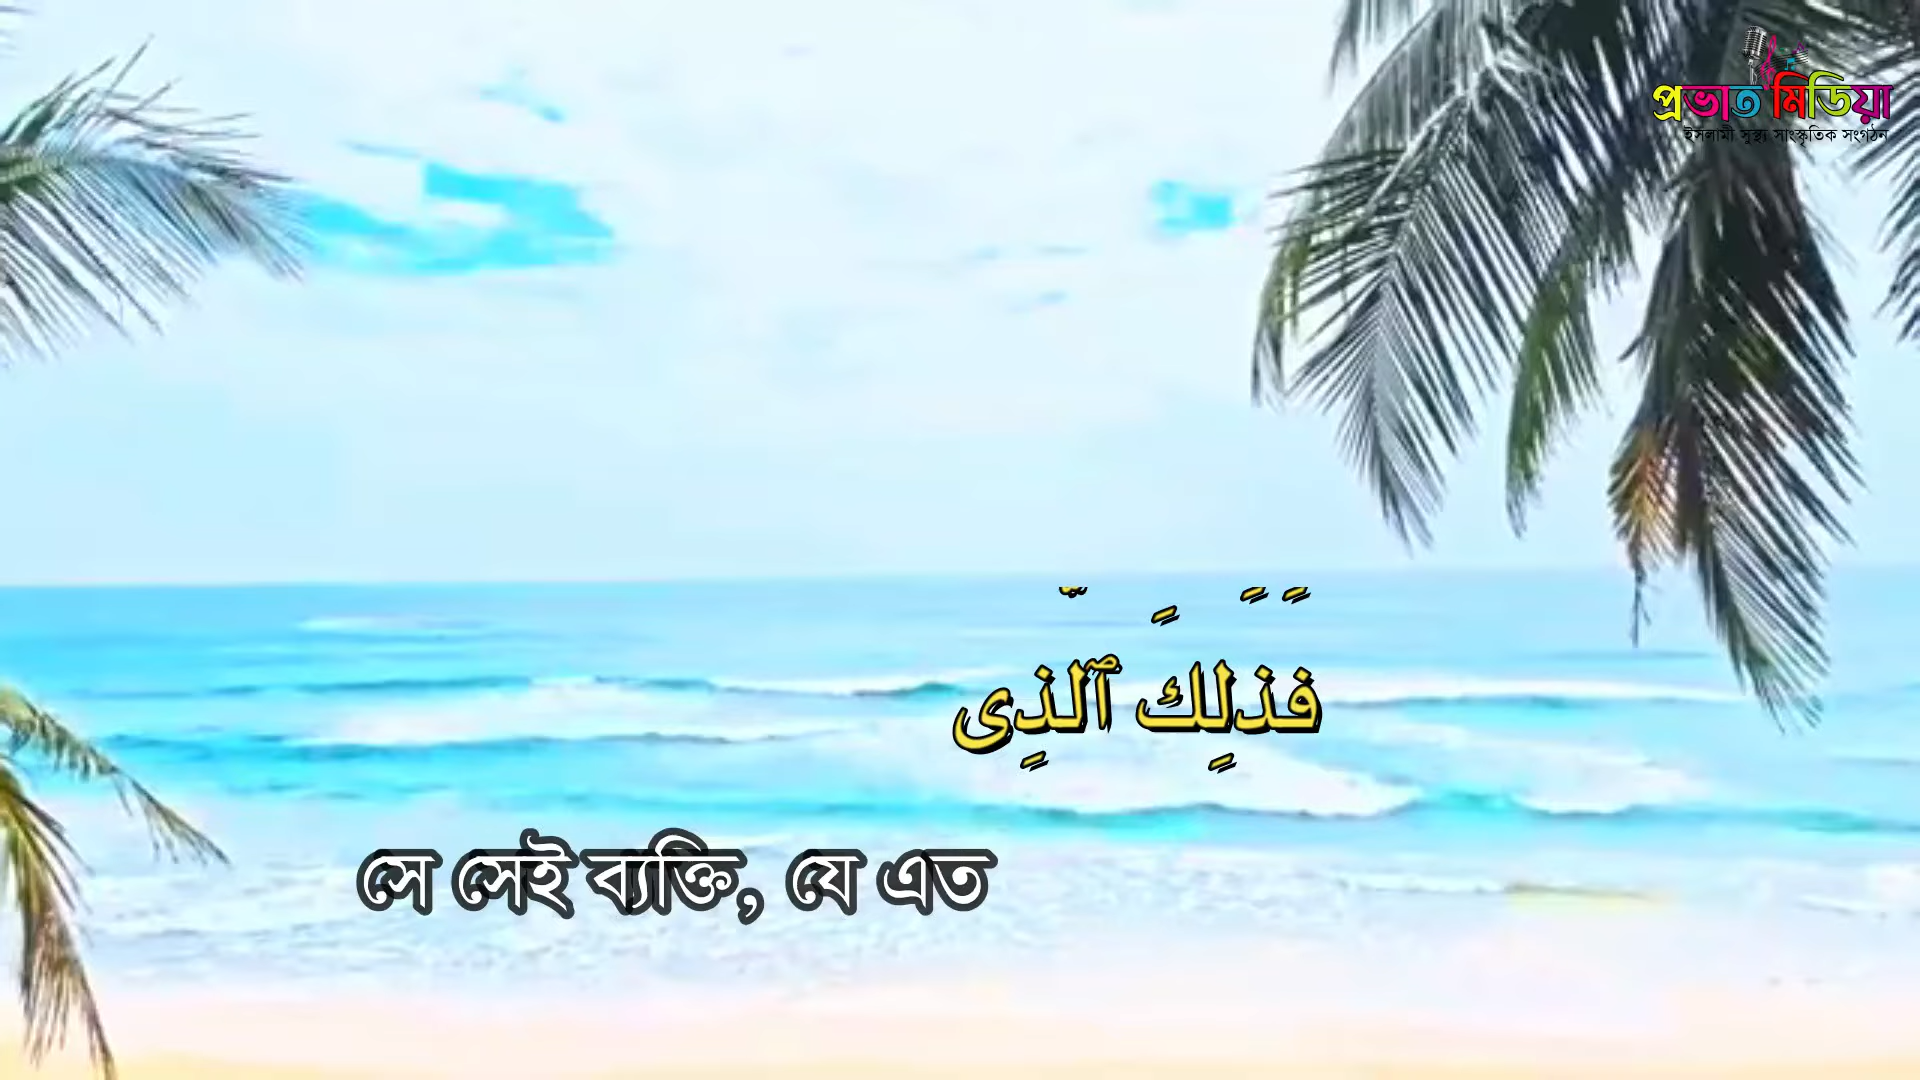 প্রভাত মিডিয়া
ইসলামী সুস্থ্য সাংস্কৃতিক সংগঠন
فَذَلِكَ ٱلَّذِى
সে সেই ব্যক্তি, যে এত